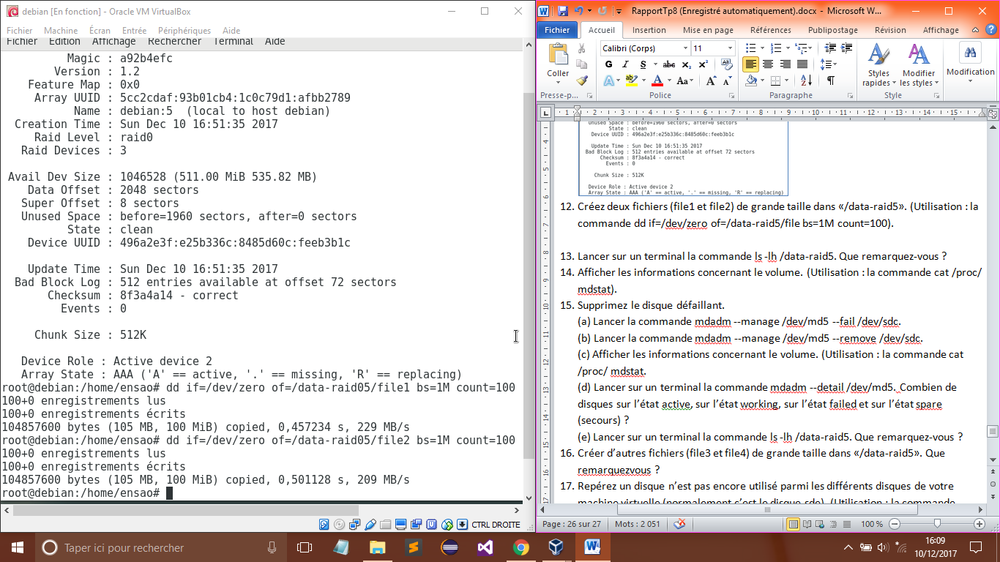 debian [En fonction] - Oracle VM VirtualBox
Fichier Machine Écran Entrée Périphériques Aide
Fichier Édition Affichage Rechercher Terminal Aide
Magic : a92b4efc
Version : 1.2
Feature Map : 0x0
Array UUID : 5cc2cdaf:93b01cb4:1c0c79d1:afbb2789
Name : debian:5 (local to host debian)
Creation Time : Sun Dec 10 16:51:35 2017
Raid Level : raid0
Raid Devices : 3
Avail Dev Size : 1046528 (511.00 MiB 535.82 MB)
Data Offset : 2048 sectors
Super Offset : 8 sectors
Unused Space : before=1960 sectors, after=0 sectors
State : clean
Device UUID : 496a2e3f:e25b336c:8485d60c:feeb3b1c
Update Time : Sun Dec 10 16:51:35 2017
Bad Block Log : 512 entries available at offset 72 sectors
Checksum : 8f3a4a14 - correct
Events : 0
Chunk Size : 512K
Device Role : Active device 2
Array State : AAA ('A' == active, '.' == missing, 'R' == replacing)
root@debian:/home/ensao# dd if=/dev/zero of=/data-raid05/file1 bs=1M count=100
100+0 enregistrements lus
100+0 enregistrements écrits
104857600 bytes (105 MB, 100 MiB) copied, 0,457234 s, 229 MB/s
root@debian:/home/ensao# dd if=/dev/zero of=/data-raid05/file2 bs=1M count=100
100+0 enregistrements lus
100+0 enregistrements écrits
104857600 bytes (105 MB, 100 MiB) copied, 0,501128 s, 209 MB/s
root@debian:/home/ensao#
CTRL DROITE
RapportTp8 (Enregistré automatiquement).docx - Microsoft W...
Fichier Accueil Insertion Mise en page Références Publipostage Révision Affichage
Calibri (Corps) 11
Coller
G I S abc x₂ x²
Styles rapides
Modifier les styles
Modification
Presse-p... Police Paragraphe Style
1 1 2 3 4 5 6 7 8 9 10 11 12 13 14 15
Unused Space : before=1960 sectors, after=0 sectors
State : clean
Device UUID : 496a2e3f:e25b336c:8485d60c:feeb3b1c
Update Time : Sun Dec 10 16:51:35 2017
Bad Block Log : 512 entries available at offset 72 sectors
Checksum : 8f3a4a14 - correct
Events : 0
Chunk Size : 512K
Device Role : Active device 2
Array State : AAA ('A' == active, '.' == missing, 'R' == replacing)
12. Créez deux fichiers (file1 et file2) de grande taille dans «/data-raid5». (Utilisation : la
commande dd if=/dev/zero of=/data-raid5/file bs=1M count=100).
13. Lancer sur un terminal la commande ls -lh /data-raid5. Que remarquez-vous ?
14. Afficher les informations concernant le volume. (Utilisation : la commande cat /proc/
mdstat).
15. Supprimez le disque défaillant.
(a) Lancer la commande mdadm --manage /dev/md5 --fail /dev/sdc.
(b) Lancer la commande mdadm --manage /dev/md5 --remove /dev/sdc.
(c) Afficher les informations concernant le volume. (Utilisation : la commande cat
/proc/ mdstat.
(d) Lancer sur un terminal la commande mdadm --detail /dev/md5. Combien de
disques sur l’état active, sur l’état working, sur l’état failed et sur l’état spare
(secours) ?
(e) Lancer sur un terminal la commande ls -lh /data-raid5. Que remarquez-vous ?
16. Créer d’autres fichiers (file3 et file4) de grande taille dans «/data-raid5». Que
remarquezvous ?
17. Repérez un disque n’est pas encore utilisé parmi les différents disques de votre
machine virtuelle (normalement c’est le disque sde). (Utilisation : la commande
Page : 26 sur 27 Mots : 2 051 100 %
Taper ici pour rechercher
16:09
10/12/2017